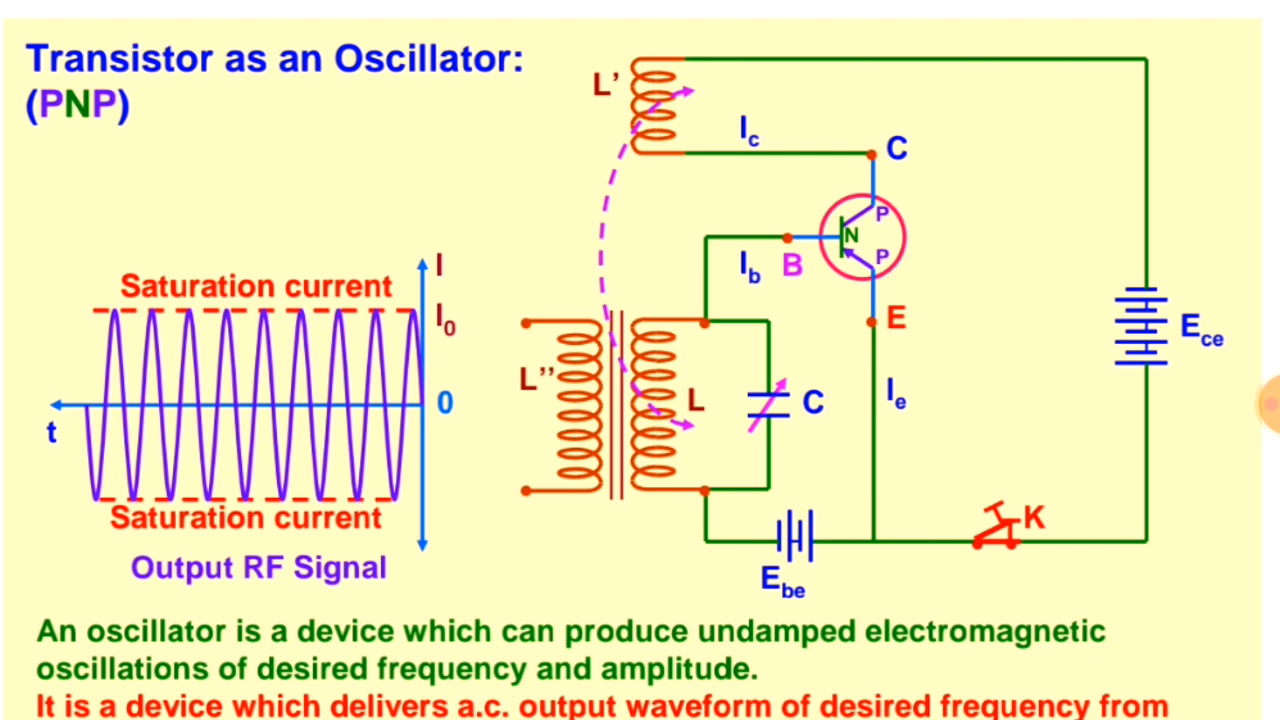 Transistor as an Oscillator:
(PNP)
L’
Ic
C
P
N
P
Ib
B
E
Saturation current
I
I0
0
t
Saturation current
Output RF Signal
L’’
L
C
Ie
Ece
K
Ebe
An oscillator is a device which can produce undamped electromagnetic
oscillations of desired frequency and amplitude.
It is a device which delivers a.c. output waveform of desired frequency from